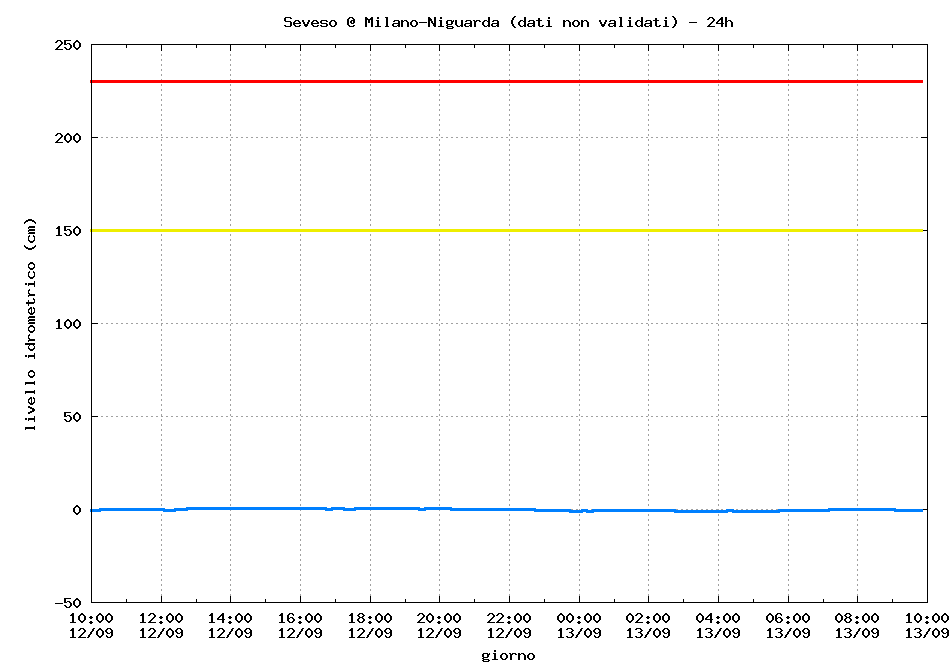 Seveso @ Milano-Niguarda (dati non validati) - 24h
250
200
150
100
50
0
-50
livello idrometrico (cm)
10:00 12:00 14:00 16:00 18:00 20:00 22:00 00:00 02:00 04:00 06:00 08:00 10:00
12/09 12/09 12/09 12/09 12/09 12/09 12/09 13/09 13/09 13/09 13/09 13/09 13/09
giorno